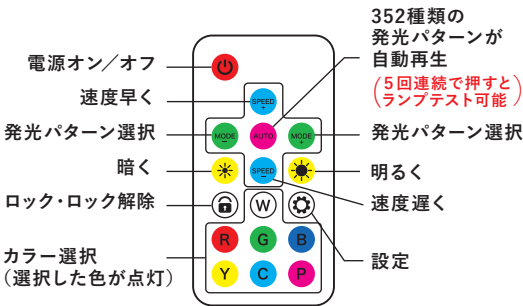 352種類の
発光パターンが
自動再生
（5回連続で押すと
ランプテスト可能）
電源オン／オフ
速度早く
SPEED
+
発光パターン選択
MODE
−
AUTO
MODE
+
発光パターン選択
暗く
SPEED
−
明るく
ロック・ロック解除
W
速度遅く
R
G
B
設定
カラー選択
（選択した色が点灯）
Y
C
P